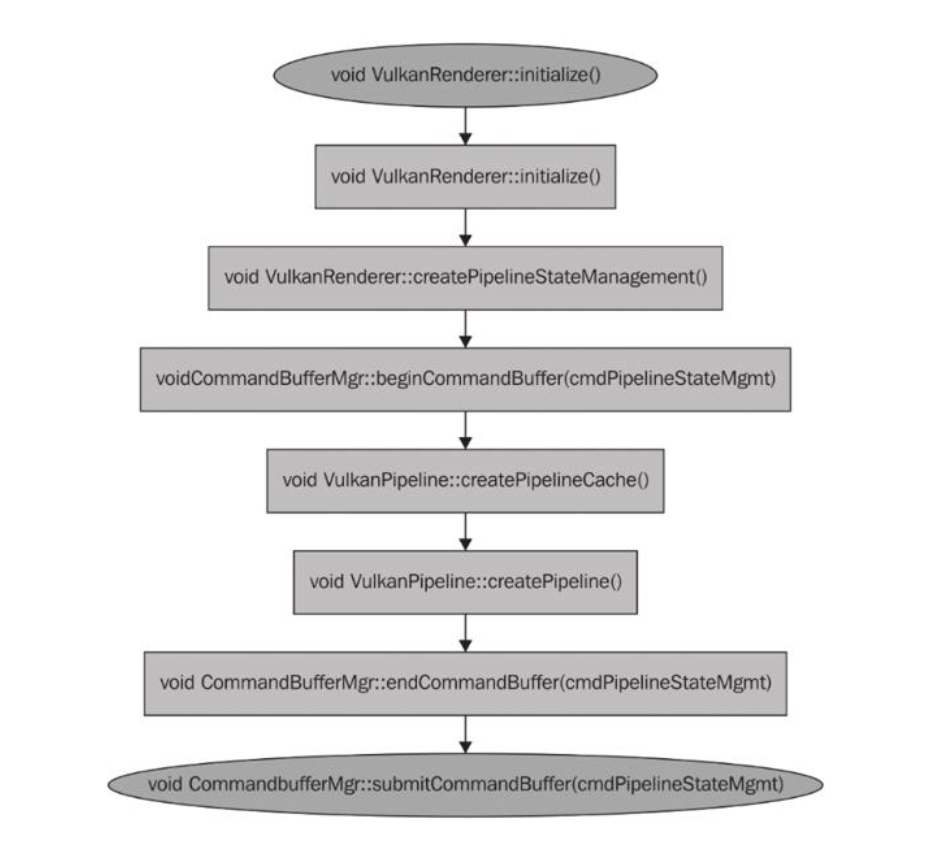 void VulkanRenderer::initialize()
void VulkanRenderer::initialize()
void VulkanRenderer::createPipelineStateManagement()
voidCommandBufferMgr::beginCommandBuffer(cmdPipelineStateMgmt)
void VulkanPipeline::createPipelineCache()
void VulkanPipeline::createPipeline()
void CommandBufferMgr::endCommandBuffer(cmdPipelineStateMgmt)
void CommandbufferMgr::submitCommandBuffer(cmdPipelineStateMgmt)